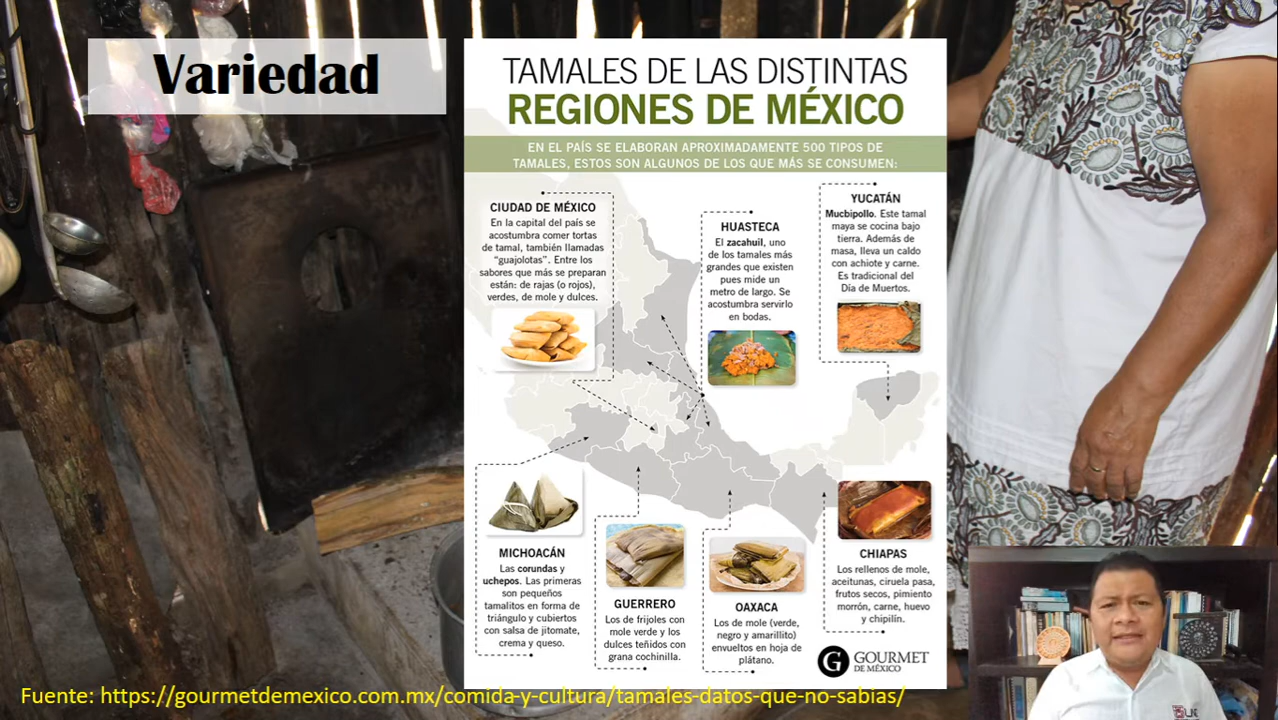 Variedad
TAMALES DE LAS DISTINTAS
REGIONES DE MÉXICO
EN EL PAÍS SE ELABORAN APROXIMADAMENTE 500 TIPOS DE
TAMALES, ESTOS SON ALGUNOS DE LOS QUE MÁS SE CONSUMEN:
CIUDAD DE MÉXICO
En la capital del país se
acostumbra comer tortas
de tamal, también llamadas
“guajolotas”. Entre los
sabores que más se preparan
están: de rajas (o rojos),
verdes, de mole y dulces.
HUASTECA
El zacahuil, uno
de los tamales más
grandes que existen
pues mide un
metro de largo. Se
acostumbra servirlo
en bodas.
YUCATÁN
Mucbipollo. Este tamal
maya se cocina bajo
tierra. Además de
masa, lleva un caldo
con achiote y carne.
Es tradicional del
Día de Muertos.
MICHOACÁN
Las corundas y
uchepos. Las primeras
son pequeños
tamalitos en forma de
triángulo y cubiertos
con salsa de jitomate,
crema y queso.
GUERRERO
Los de frijoles con
mole verde y los
dulces teñidos con
grana cochinilla.
OAXACA
Los de mole (verde,
negro y amarillito)
envueltos en hoja de
plátano.
CHIAPAS
Los rellenos de mole,
aceitunas, ciruela pasa,
frutos secos, pimiento
morrón, carne, huevo
y chipilín.
G GOURMET
DE MÉXICO
Fuente: https://gourmetdemexico.com.mx/comida-y-cultura/tamales-datos-que-no-sabias/